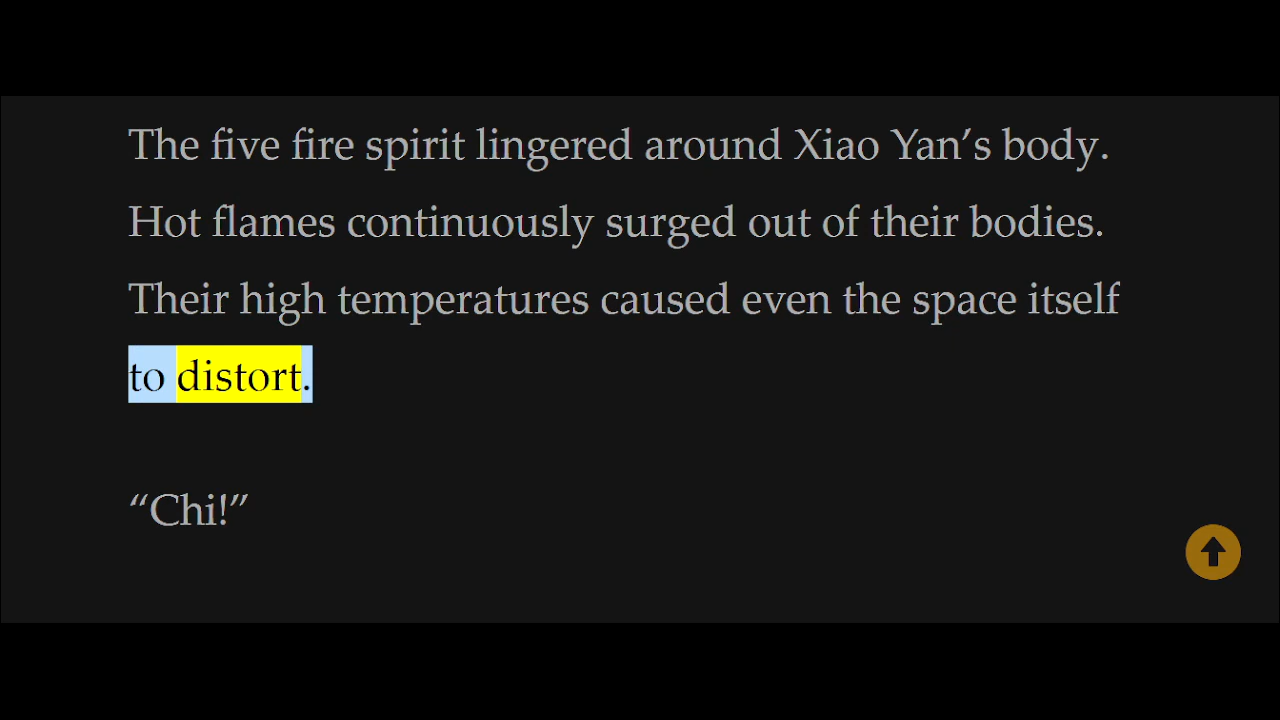 The five fire spirit lingered around Xiao Yan’s body.
Hot flames continuously surged out of their bodies.
Their high temperatures caused even the space itself
to distort.
“Chi!”